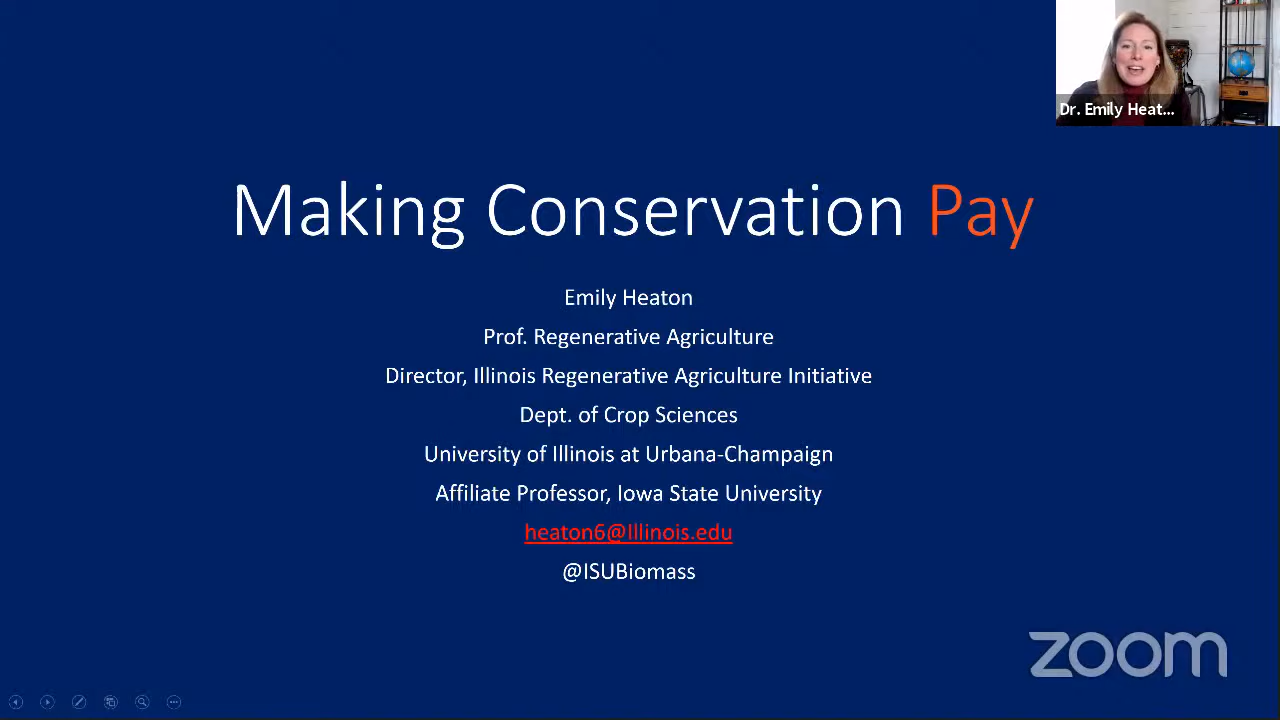 Dr. Emily Heat...
Making Conservation Pay
Emily Heaton
Prof. Regenerative Agriculture
Director, Illinois Regenerative Agriculture Initiative
Dept. of Crop Sciences
University of Illinois at Urbana-Champaign
Affiliate Professor, Iowa State University
heaton6@Illinois.edu
@ISUBiomass
zoom